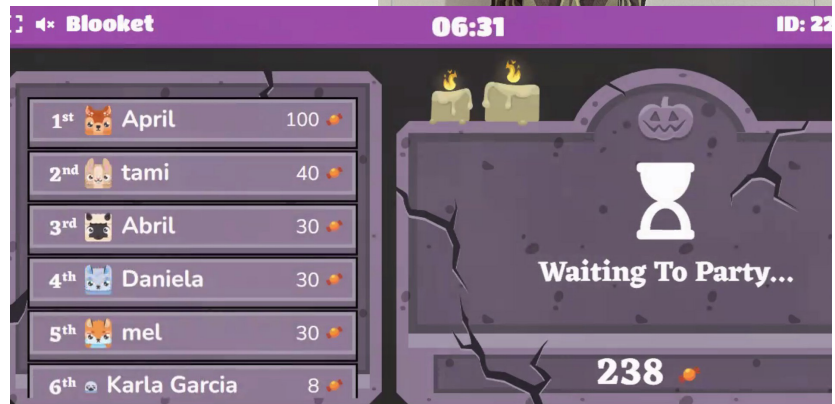 Blooket
06:31
ID: 22
1st April 100
2nd tami 40
3rd Abril 30
4th Daniela 30
5th mel 30
6th Karla Garcia 8
Waiting To Party...
238